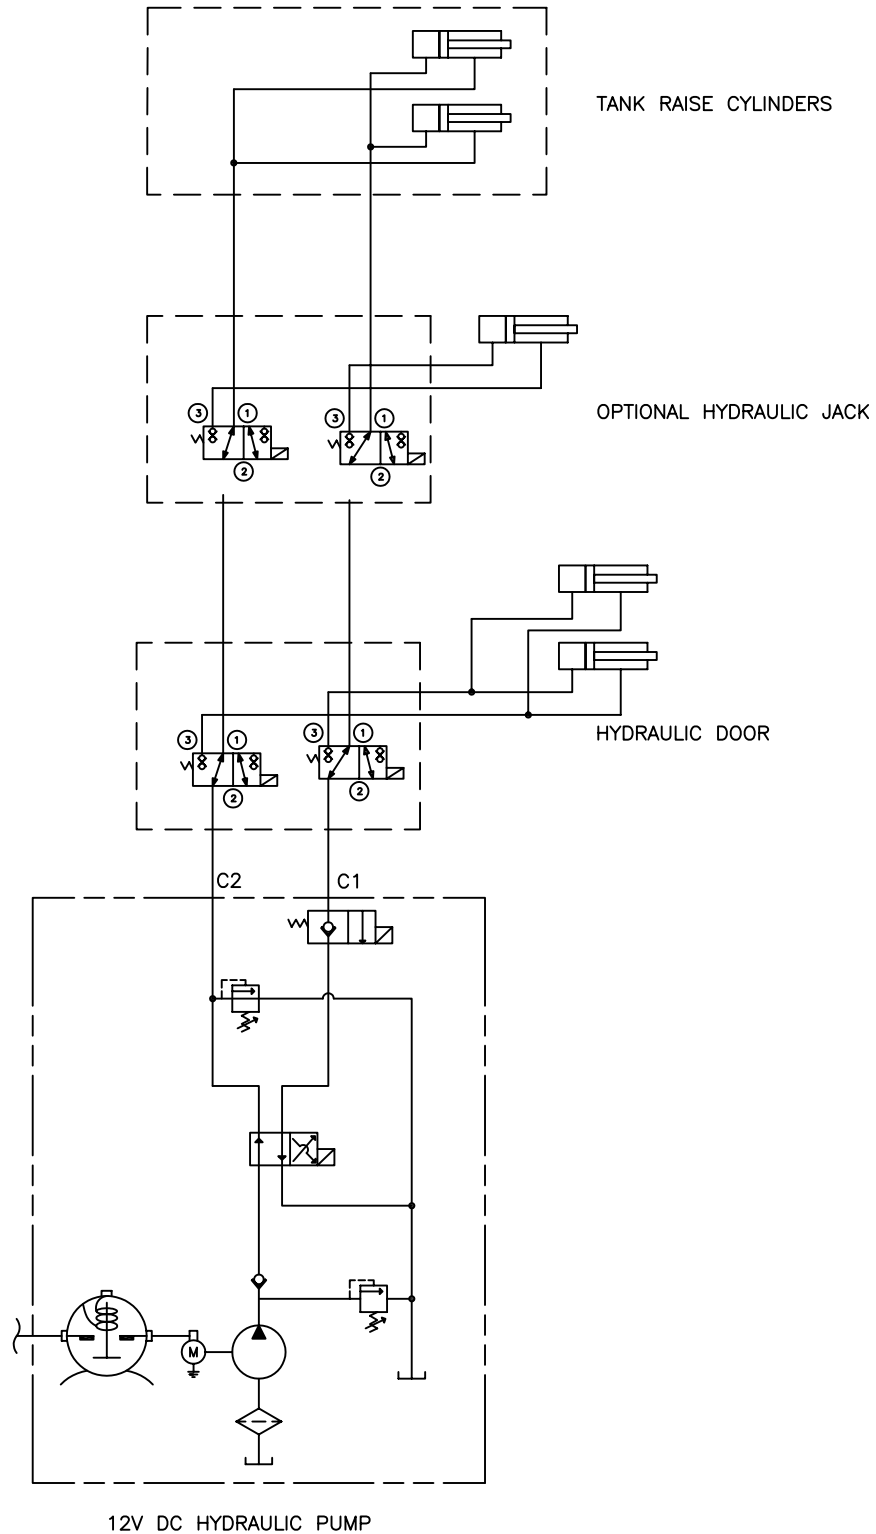 TANK RAISE CYLINDERS
3 1 3 1
OPTIONAL HYDRAULIC JACK
2 2
3 1 3 1
HYDRAULIC DOOR
2 2
C2 C1
M
12V DC HYDRAULIC PUMP